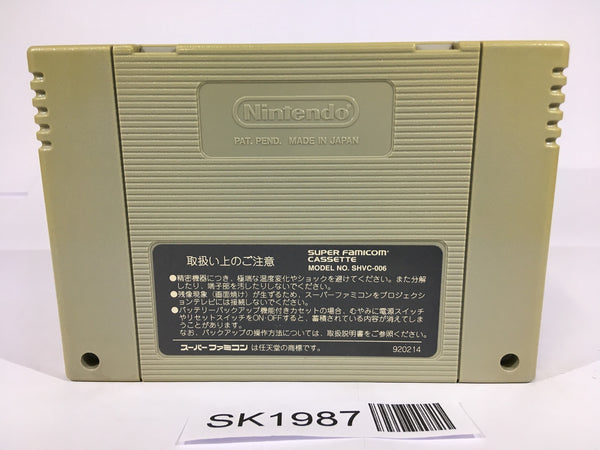 Nintendo
PAT. PEND. MADE IN JAPAN
取扱い上のご注意
SUPER FAMICOM
CASSETTE
MODEL NO. SHVC-006
●精密機器につき、極端な温度変化やショックを避けてください。また分解
したり、端子部を汚したりしないでください。
●残像現象（画面焼け）が生ずるため、スーパーファミコンをプロジェクシ
ョンテレビには接続しないでください。
●バッテリーバックアップ機能付きカセットの場合、むやみに電源スイッチ
やリセットスイッチをON・OFFすると、蓄積されている内容が消えてしま
うことがあります。
なお、バックアップの操作方法については、取扱説明書をご参照ください。
スーパーファミコンは任天堂の商標です。
920214
SK1987